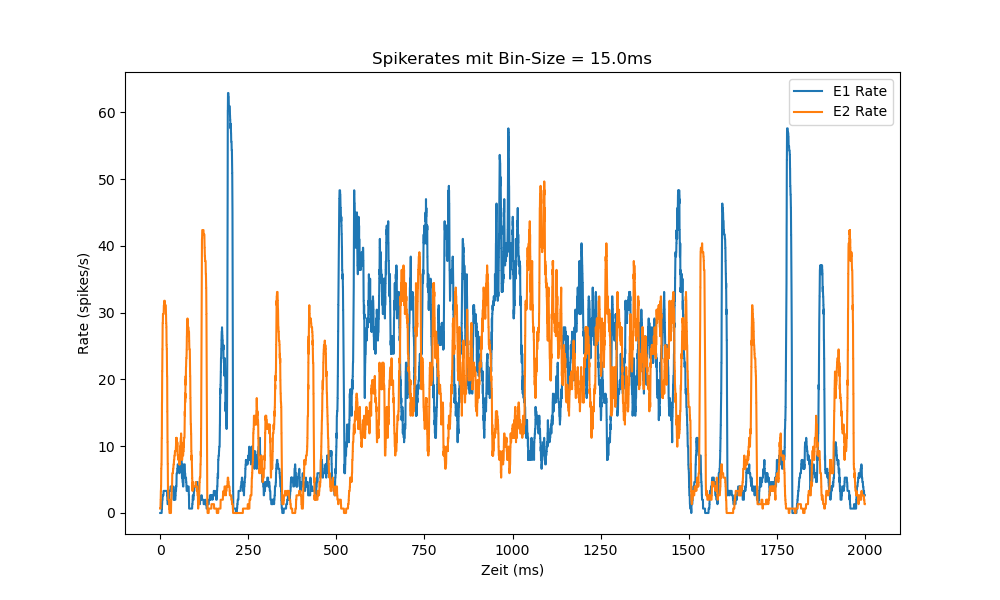 Spikerates mit Bin-Size = 15.0ms
E1 Rate
E2 Rate
60
50
40
30
20
10
0
Rate (spikes/s)
0 250 500 750 1000 1250 1500 1750 2000
Zeit (ms)